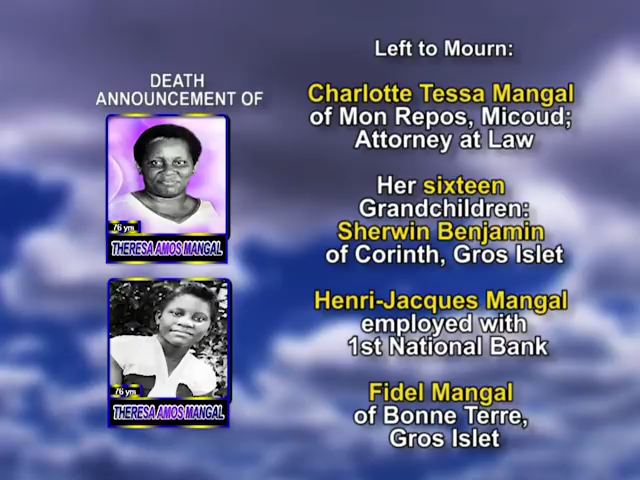 DEATH
ANNOUNCEMENT OF
76 yrs
THERESA AMOS MANGAL
76 yrs
THERESA AMOS MANGAL
Left to Mourn:
Charlotte Tessa Mangal
of Mon Repos, Micoud;
Attorney at Law
Her sixteen
Grandchildren:
Sherwin Benjamin
of Corinth, Gros Islet
Henri-Jacques Mangal
employed with
1st National Bank
Fidel Mangal
of Bonne Terre,
Gros Islet